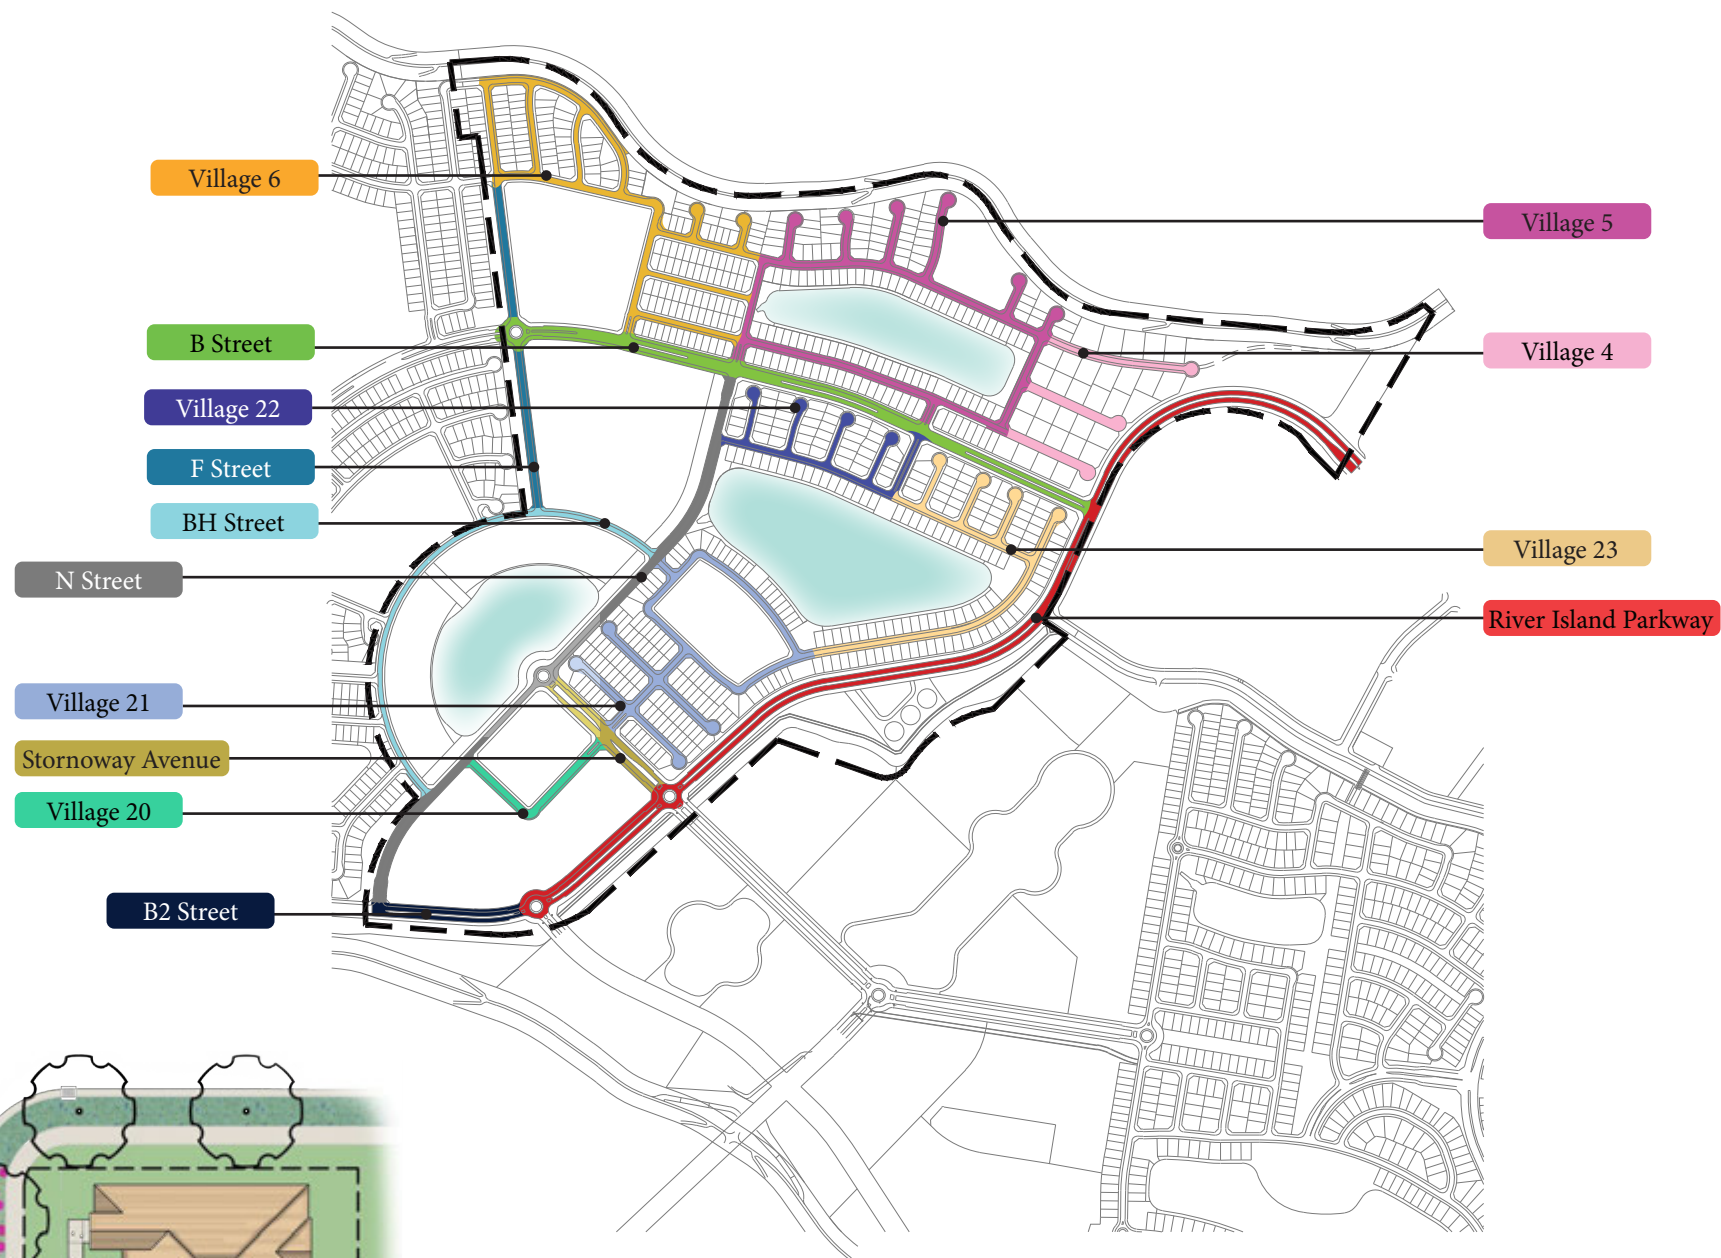 Village 6
Village 5
B Street
Village 4
Village 22
F Street
BH Street
Village 23
N Street
River Island Parkway
Village 21
Stornoway Avenue
Village 20
B2 Street